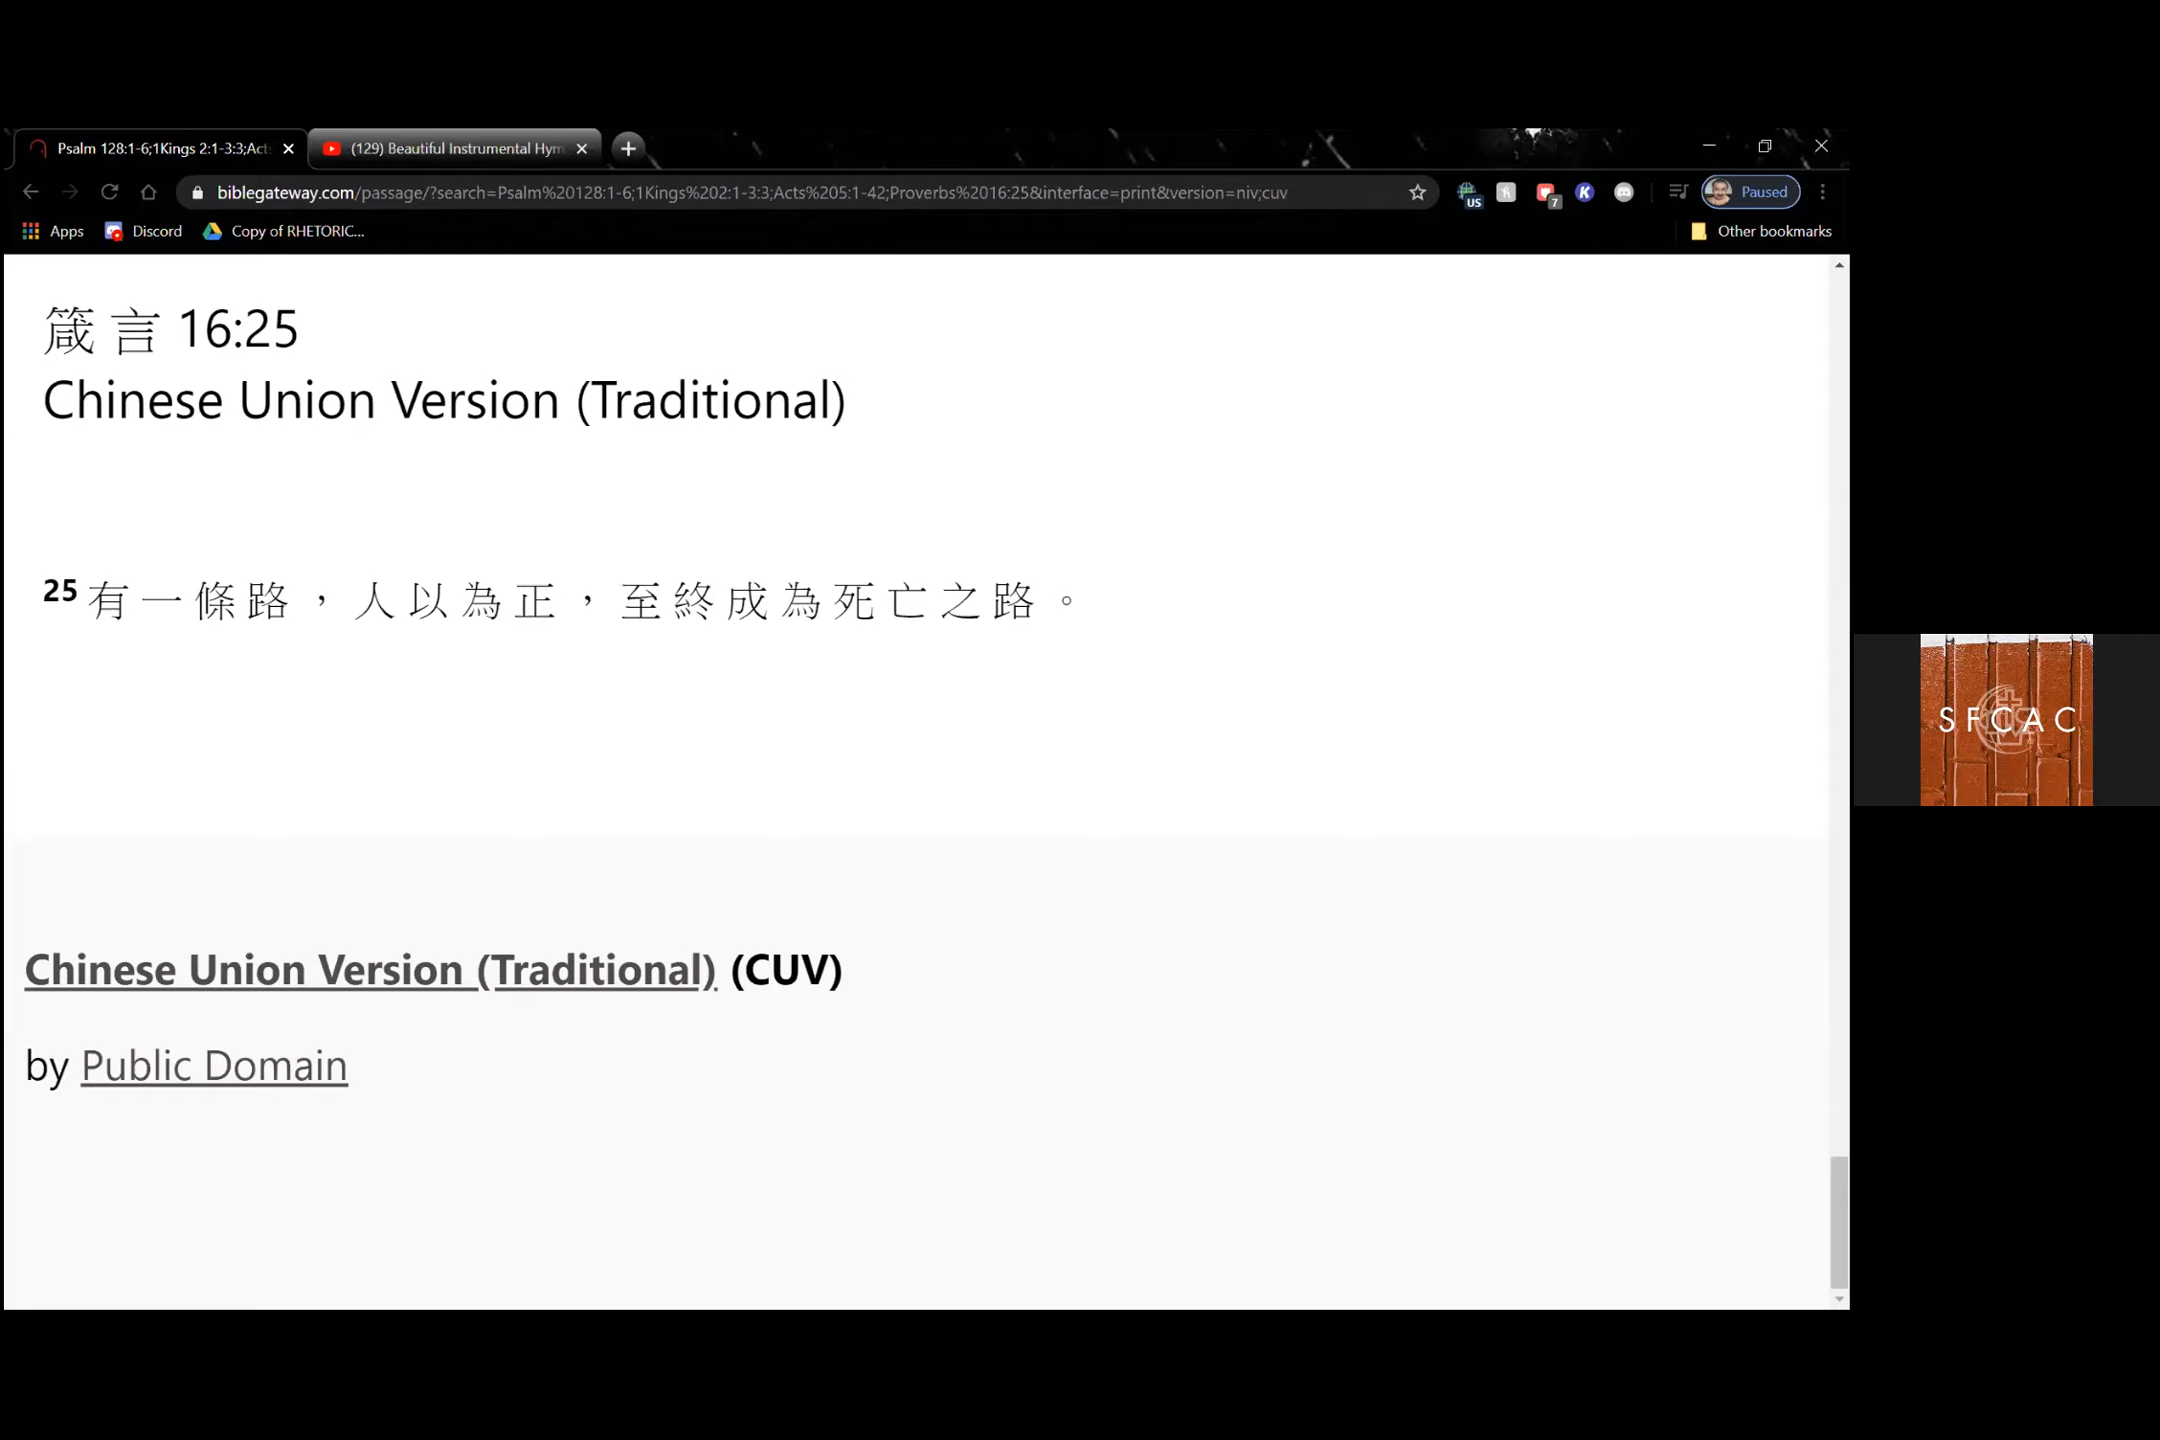 Psalm 128:1-6;1Kings 2:1-3:3;Act
(129) Beautiful Instrumental Hym
biblegateway.com/passage/?search=Psalm%20128:1-6;1Kings%202:1-3:3;Acts%205:1-42;Proverbs%2016:25&interface=print&version=niv,cuv
US
7
Paused
Apps
Discord
Copy of RHETORIC...
Other bookmarks
箴 言 16:25
Chinese Union Version (Traditional)
25 有 一 條 路 ， 人 以 為 正 ， 至 終 成 為 死 亡 之 路 。
SFCAC
Chinese Union Version (Traditional) (CUV)
by Public Domain